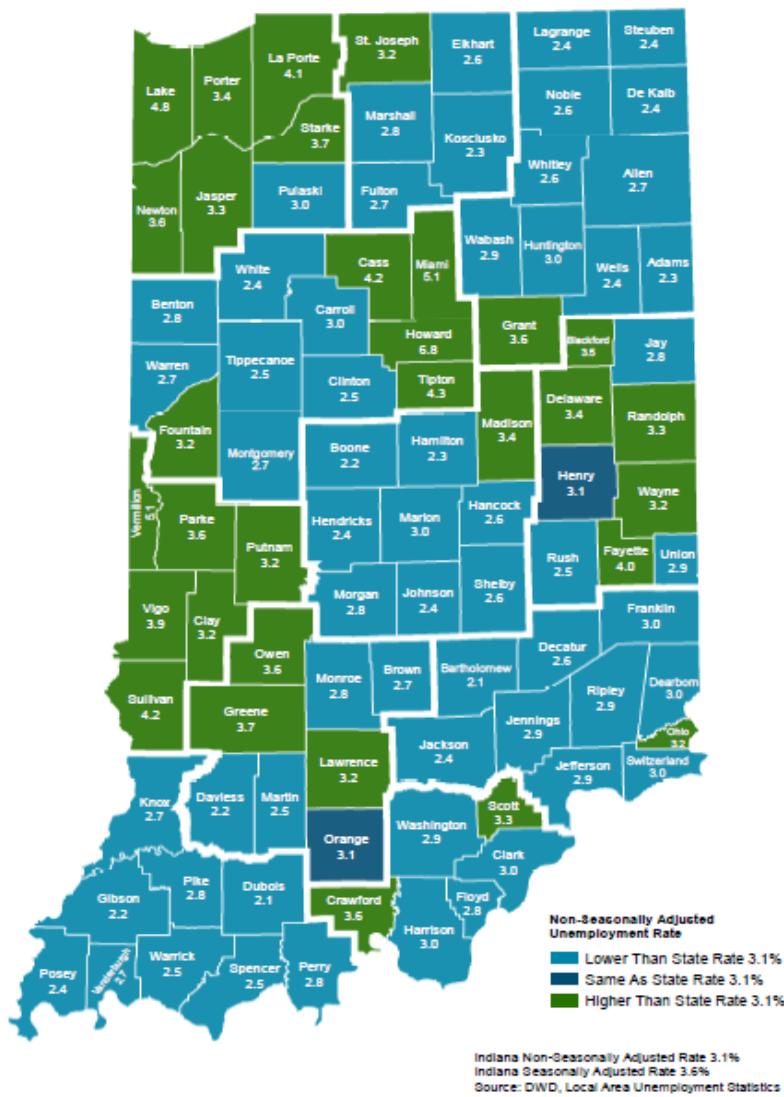 St. Joseph
3.2
Elkhart
2.6
Lagrange
2.4
Steuben
2.4
La Porte
4.1
Lake
4.8
Porter
3.4
Noble
2.6
De Kalb
2.4
Marshall
2.8
Starke
3.7
Kosciusko
2.3
Whitley
2.6
Allen
2.7
Newton
3.6
Jasper
3.3
Pulaski
3.0
Fulton
2.7
Wabash
2.9
Huntington
3.0
Wells
2.4
Adams
2.3
White
2.4
Cass
4.2
Miami
5.1
Benton
2.8
Carroll
3.0
Howard
6.8
Grant
3.6
Blackford
3.5
Jay
2.8
Warren
2.7
Tippecanoe
2.5
Clinton
2.5
Tipton
4.3
Delaware
3.4
Randolph
3.3
Fountain
3.2
Madison
3.4
Montgomery
2.7
Boone
2.2
Hamilton
2.3
Henry
3.1
Wayne
3.2
Vermillion
5.1
Parke
3.6
Putnam
3.2
Hendricks
2.4
Marion
3.0
Hancock
2.6
Rush
2.5
Fayette
4.0
Union
2.9
Vigo
3.9
Clay
3.2
Morgan
2.8
Johnson
2.4
Shelby
2.6
Franklin
3.0
Owen
3.6
Monroe
2.8
Brown
2.7
Bartholomew
2.1
Decatur
2.6
Ripley
2.9
Dearborn
3.0
Sullivan
4.2
Greene
3.7
Jennings
2.9
Jackson
2.4
Ohio
3.2
Lawrence
3.2
Jefferson
2.9
Switzerland
3.0
Knox
2.7
Daviess
2.2
Martin
2.5
Scott
3.3
Orange
3.1
Washington
2.9
Clark
3.0
Gibson
2.2
Pike
2.8
Dubois
2.1
Crawford
3.6
Harrison
3.0
Floyd
2.8
Posey
2.4
Vanderburgh
2.7
Warrick
2.5
Spencer
2.5
Perry
2.8
Non-Seasonally Adjusted
Unemployment Rate
Lower Than State Rate 3.1%
Same As State Rate 3.1%
Higher Than State Rate 3.1%
Indiana Non-Seasonally Adjusted Rate 3.1%
Indiana Seasonally Adjusted Rate 3.6%
Source: DWD, Local Area Unemployment Statistics